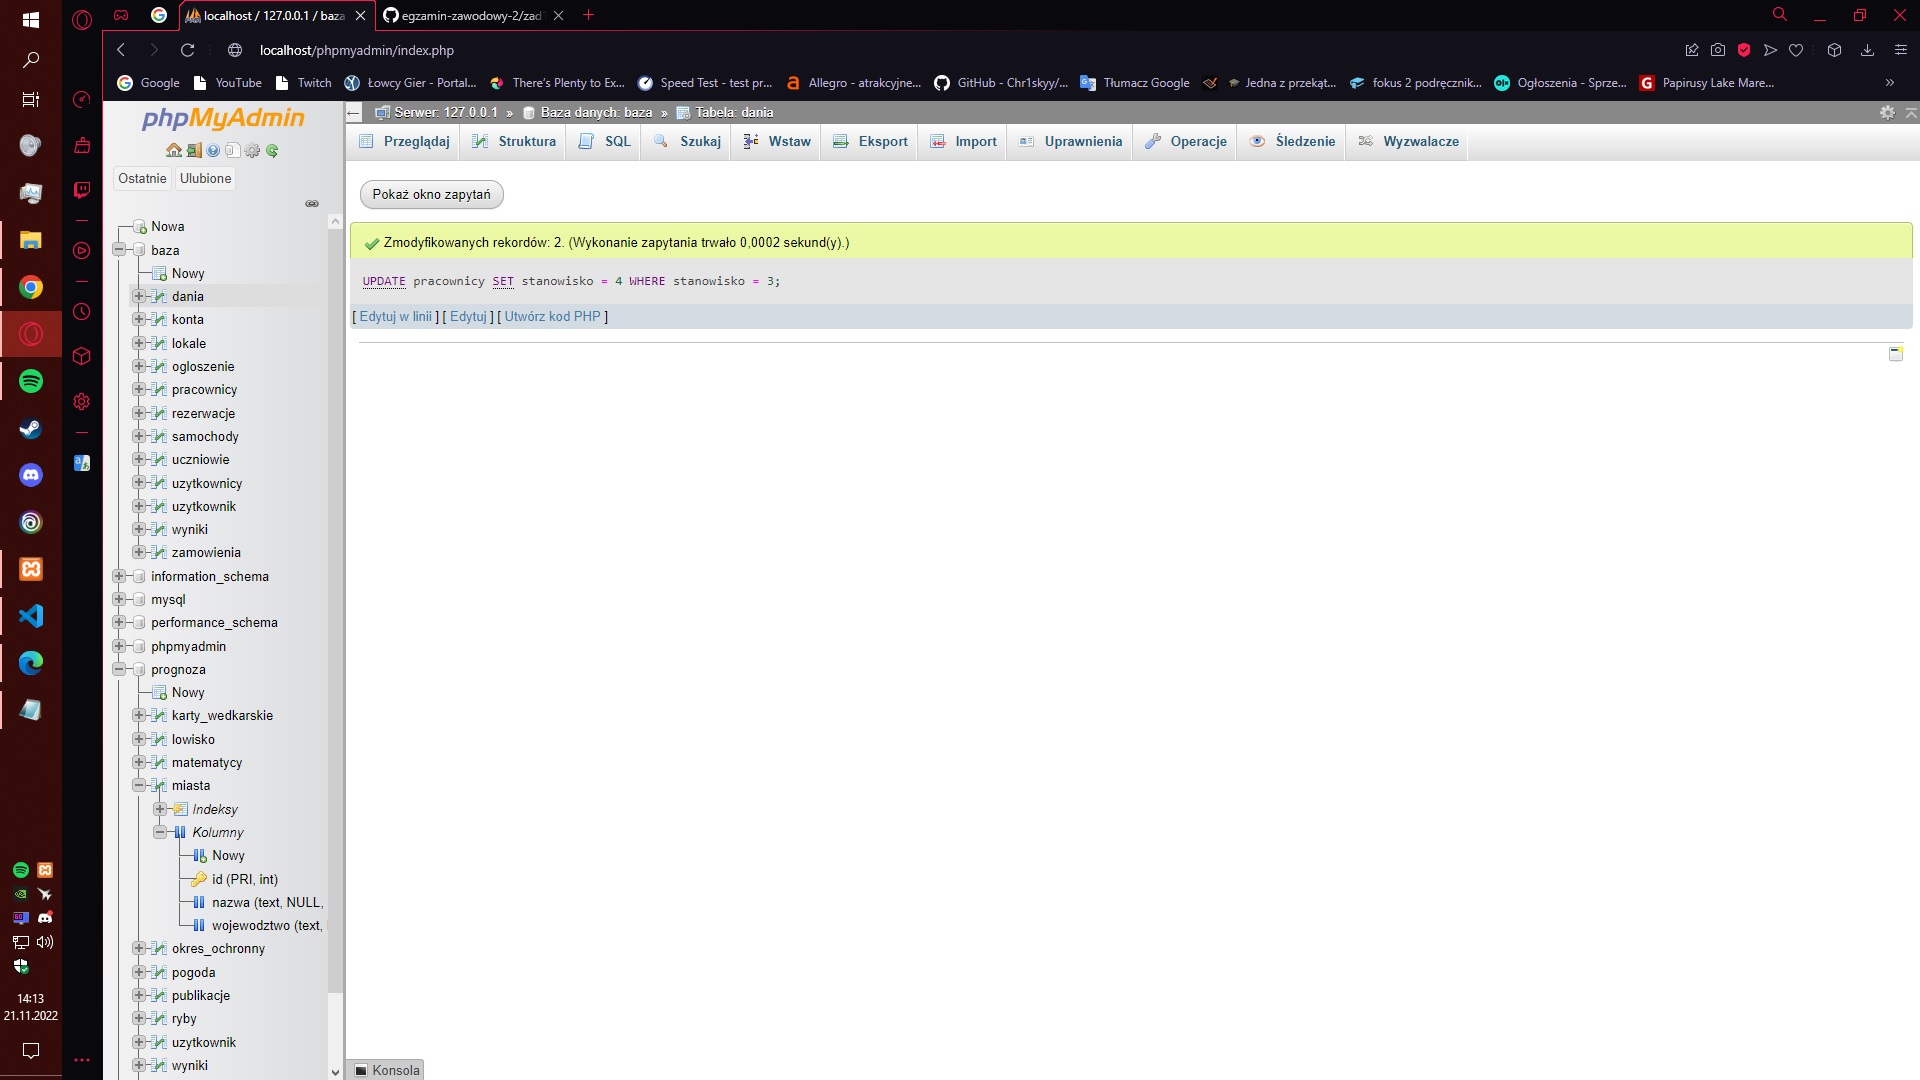 localhost / 127.0.0.1 / baza
egzamin-zawodowy-2/zad
localhost/phpmyadmin/index.php
Google
YouTube
Twitch
Łowcy Gier - Portal...
There's Plenty to Ex...
Speed Test - test pr...
Allegro - atrakcyjne...
GitHub - Chr1skyy/...
Tłumacz Google
Jedna z przekąt...
fokus 2 podręcznik...
Ogłoszenia - Sprze...
Papirusy Lake Mare...
phpMyAdmin
Ostatnie
Ulubione
Nowa
baza
Nowy
dania
konta
lokale
ogloszenie
pracownicy
rezerwacje
samochody
uczniowie
uzytkownicy
uzytkownik
wyniki
zamowienia
information_schema
mysql
performance_schema
phpmyadmin
prognoza
Nowy
karty_wedkarskie
lowisko
matematycy
miasta
Indeksy
Kolumny
Nowy
id (PRI, int)
nazwa (text, NULL,
wojewodztwo (text,
okres_ochronny
pogoda
publikacje
ryby
uzytkownik
wyniki
Serwer: 127.0.0.1 » Baza danych: baza » Tabela: dania
Przeglądaj
Struktura
SQL
Szukaj
Wstaw
Eksport
Import
Uprawnienia
Operacje
Śledzenie
Wyzwalacze
Pokaż okno zapytań
Zmodyfikowanych rekordów: 2. (Wykonanie zapytania trwało 0,0002 sekund(y).)
UPDATE pracownicy SET stanowisko = 4 WHERE stanowisko = 3;
[ Edytuj w linii ] [ Edytuj ] [ Utwórz kod PHP ]
Konsola
14:13
21.11.2022